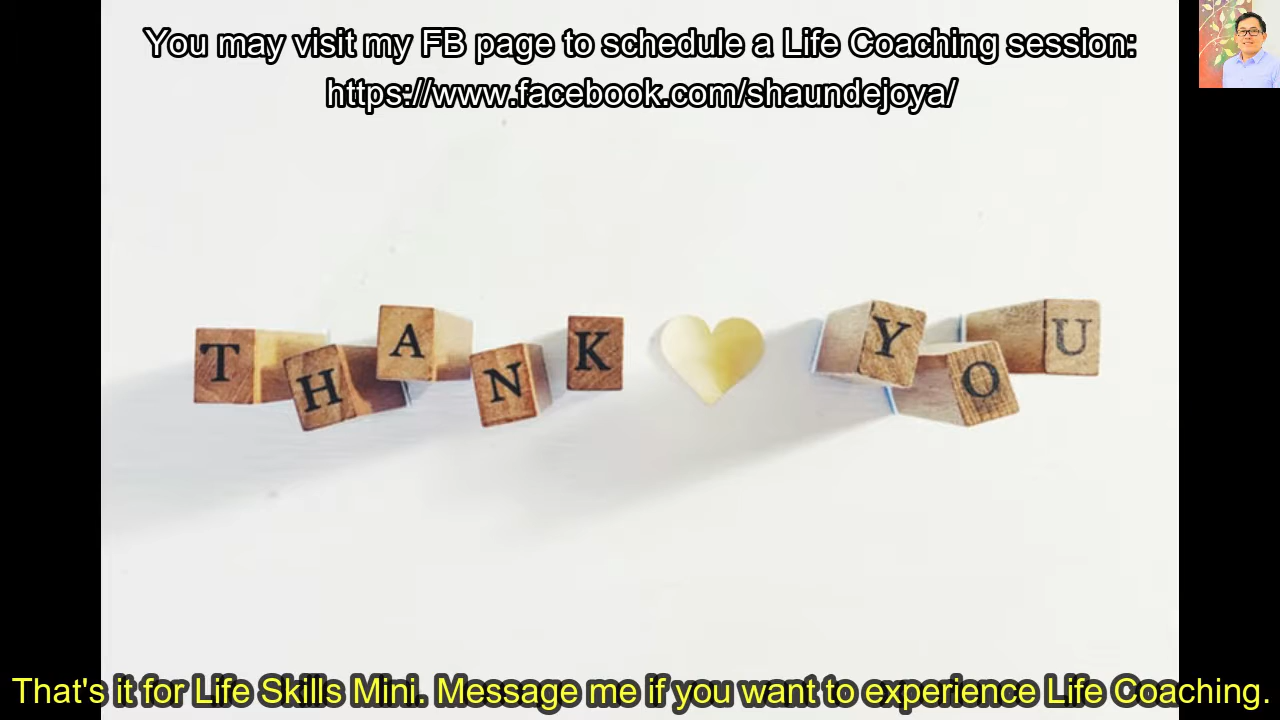 You may visit my FB page to schedule a Life Coaching session:
https://www.facebook.com/shaundejoya/
THANK YOU
That's it for Life Skills Mini. Message me if you want to experience Life Coaching.